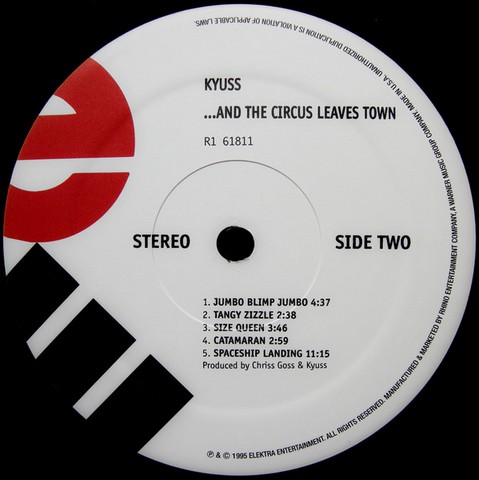 KYUSS
...AND THE CIRCUS LEAVES TOWN
R1 61811
STEREO
SIDE TWO
1. JUMBO BLIMP JUMBO 4:37
2. TANGY ZIZZLE 2:38
3. SIZE QUEEN 3:46
4. CATAMARAN 2:59
5. SPACESHIP LANDING 11:15
Produced by Chriss Goss & Kyuss
℗ & © 1995 ELEKTRA ENTERTAINMENT. ALL RIGHTS RESERVED. MANUFACTURED & MARKETED BY RHINO ENTERTAINMENT COMPANY, A WARNER MUSIC GROUP COMPANY. MADE IN U.S.A. UNAUTHORIZED DUPLICATION IS A VIOLATION OF APPLICABLE LAWS.
e
E